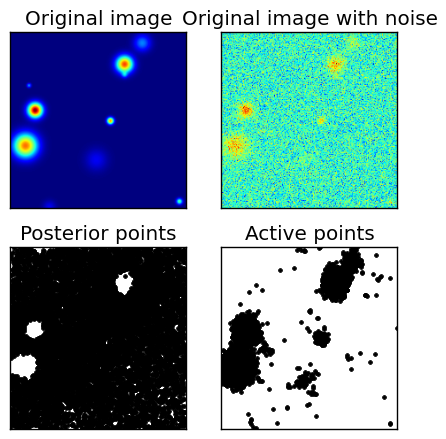 Original image
Original image with noise
Posterior points
Active points